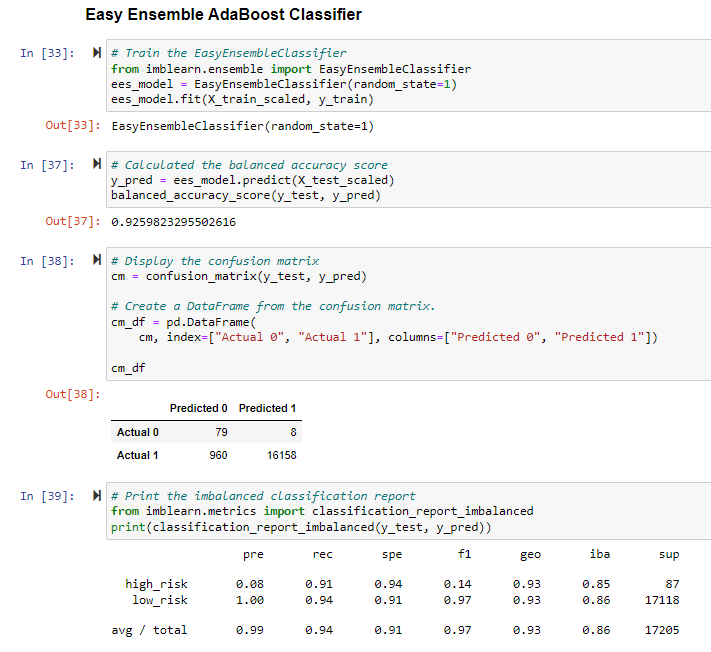 Easy Ensemble AdaBoost Classifier
In [33]: # Train the EasyEnsembleClassifier
from imblearn.ensemble import EasyEnsembleClassifier
ees_model = EasyEnsembleClassifier(random_state=1)
ees_model.fit(X_train_scaled, y_train)
Out[33]: EasyEnsembleClassifier(random_state=1)
In [37]: # Calculated the balanced accuracy score
y_pred = ees_model.predict(X_test_scaled)
balanced_accuracy_score(y_test, y_pred)
Out[37]: 0.9259823295502616
In [38]: # Display the confusion matrix
cm = confusion_matrix(y_test, y_pred)
# Create a DataFrame from the confusion matrix.
cm_df = pd.DataFrame(
cm, index=["Actual 0", "Actual 1"], columns=["Predicted 0", "Predicted 1"])
cm_df
Out[38]:
Predicted 0 Predicted 1
Actual 0 79 8
Actual 1 960 16158
In [39]: # Print the imbalanced classification report
from imblearn.metrics import classification_report_imbalanced
print(classification_report_imbalanced(y_test, y_pred))
pre rec spe f1 geo iba sup
high_risk 0.08 0.91 0.94 0.14 0.93 0.85 87
low_risk 1.00 0.94 0.91 0.97 0.93 0.86 17118
avg / total 0.99 0.94 0.91 0.97 0.93 0.86 17205